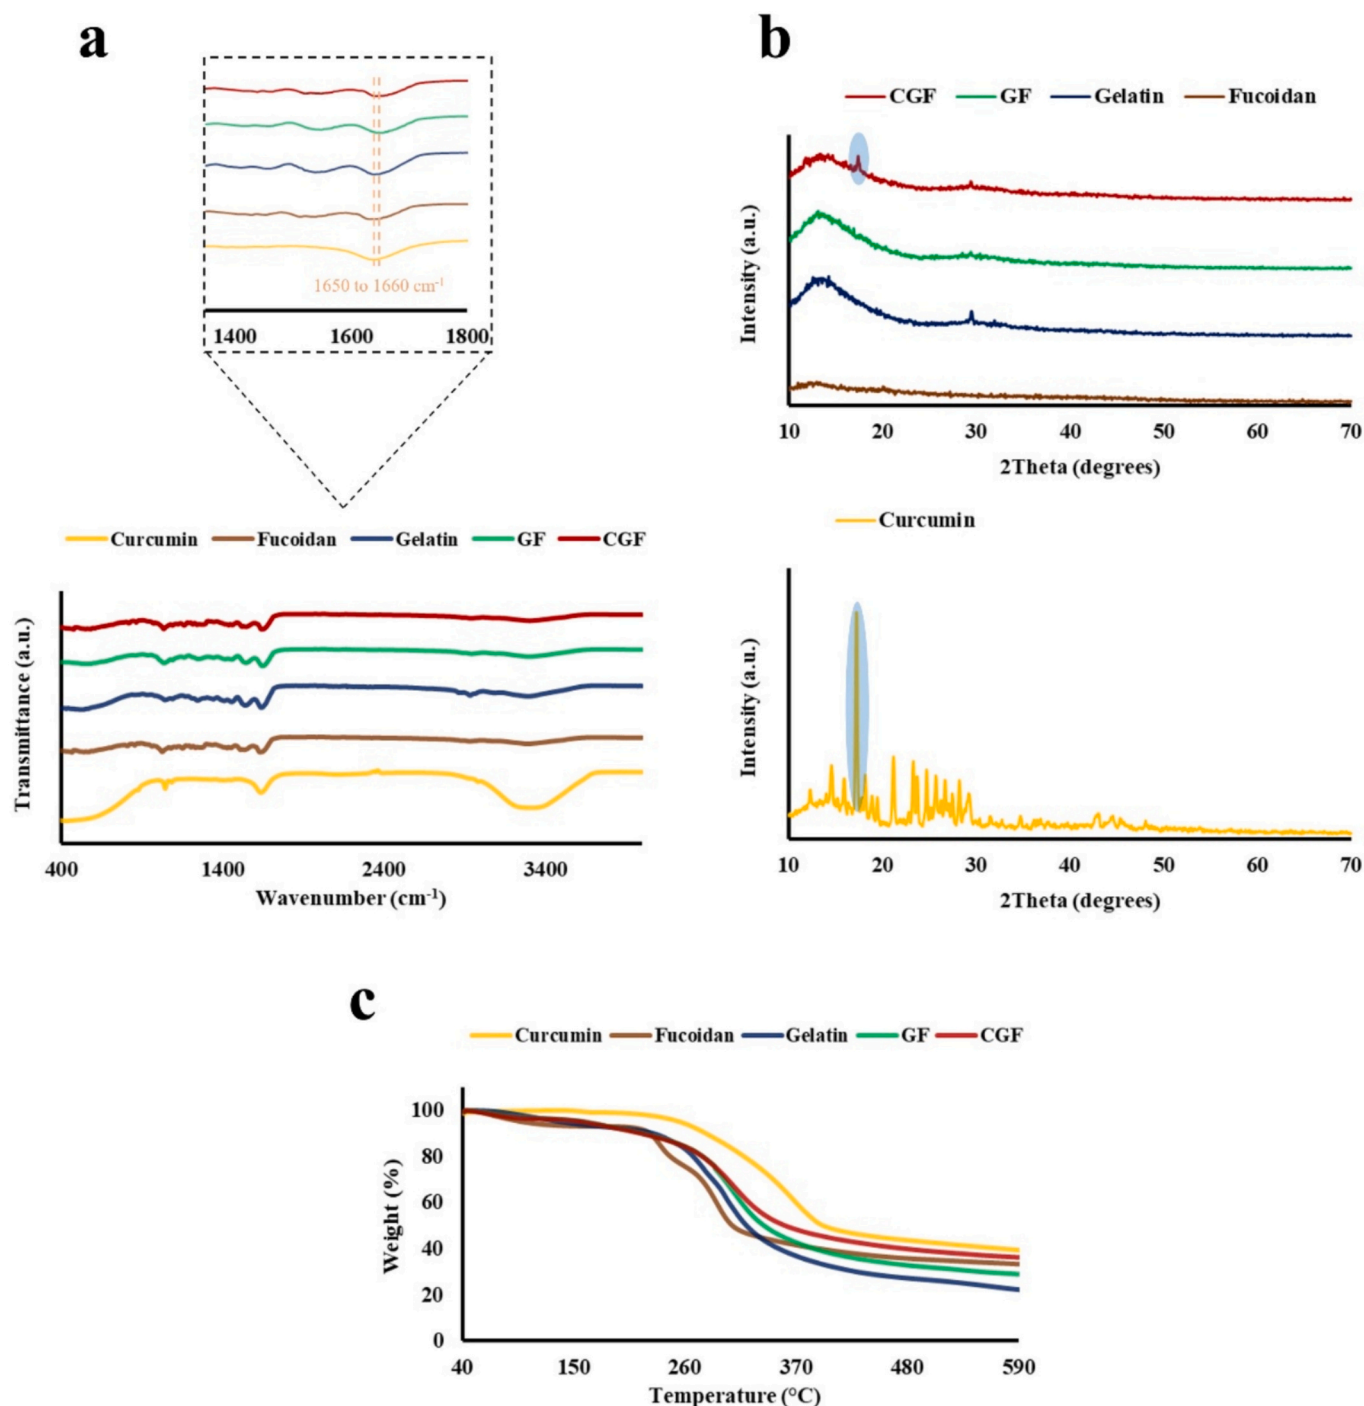 a
1650 to 1660 cm⁻¹
1400 1600 1800
Curcumin Fucoidan Gelatin GF CGF
Transmittance (a.u.)
400 1400 2400 3400
Wavenumber (cm⁻¹)
b
CGF GF Gelatin Fucoidan
Intensity (a.u.)
10 20 30 40 50 60 70
2Theta (degrees)
Curcumin
Intensity (a.u.)
10 20 30 40 50 60 70
2Theta (degrees)
c
Curcumin Fucoidan Gelatin GF CGF
100
80
60
40
20
0
Weight (%)
40 150 260 370 480 590
Temperature (°C)